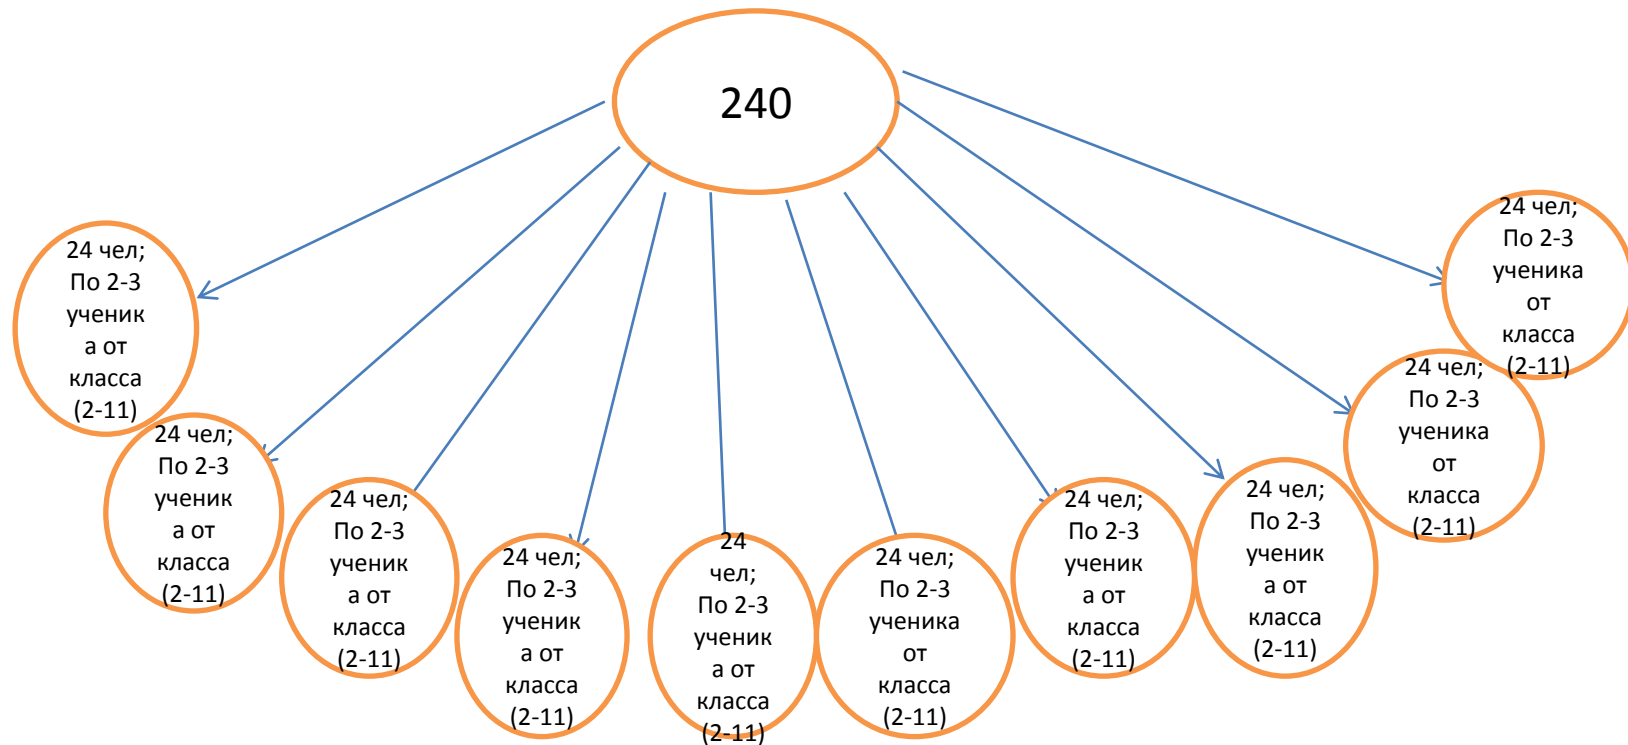 240
24 чел;
По 2-3
ученик
а от
класса
(2-11)
24 чел;
По 2-3
ученик
а от
класса
(2-11)
24 чел;
По 2-3
ученик
а от
класса
(2-11)
24 чел;
По 2-3
ученик
а от
класса
(2-11)
24
чел;
По 2-3
ученик
а от
класса
(2-11)
24 чел;
По 2-3
ученика
от
класса
(2-11)
24 чел;
По 2-3
ученик
а от
класса
(2-11)
24 чел;
По 2-3
ученик
а от
класса
(2-11)
24 чел;
По 2-3
ученика
от
класса
(2-11)
24 чел;
По 2-3
ученика
от
класса
(2-11)